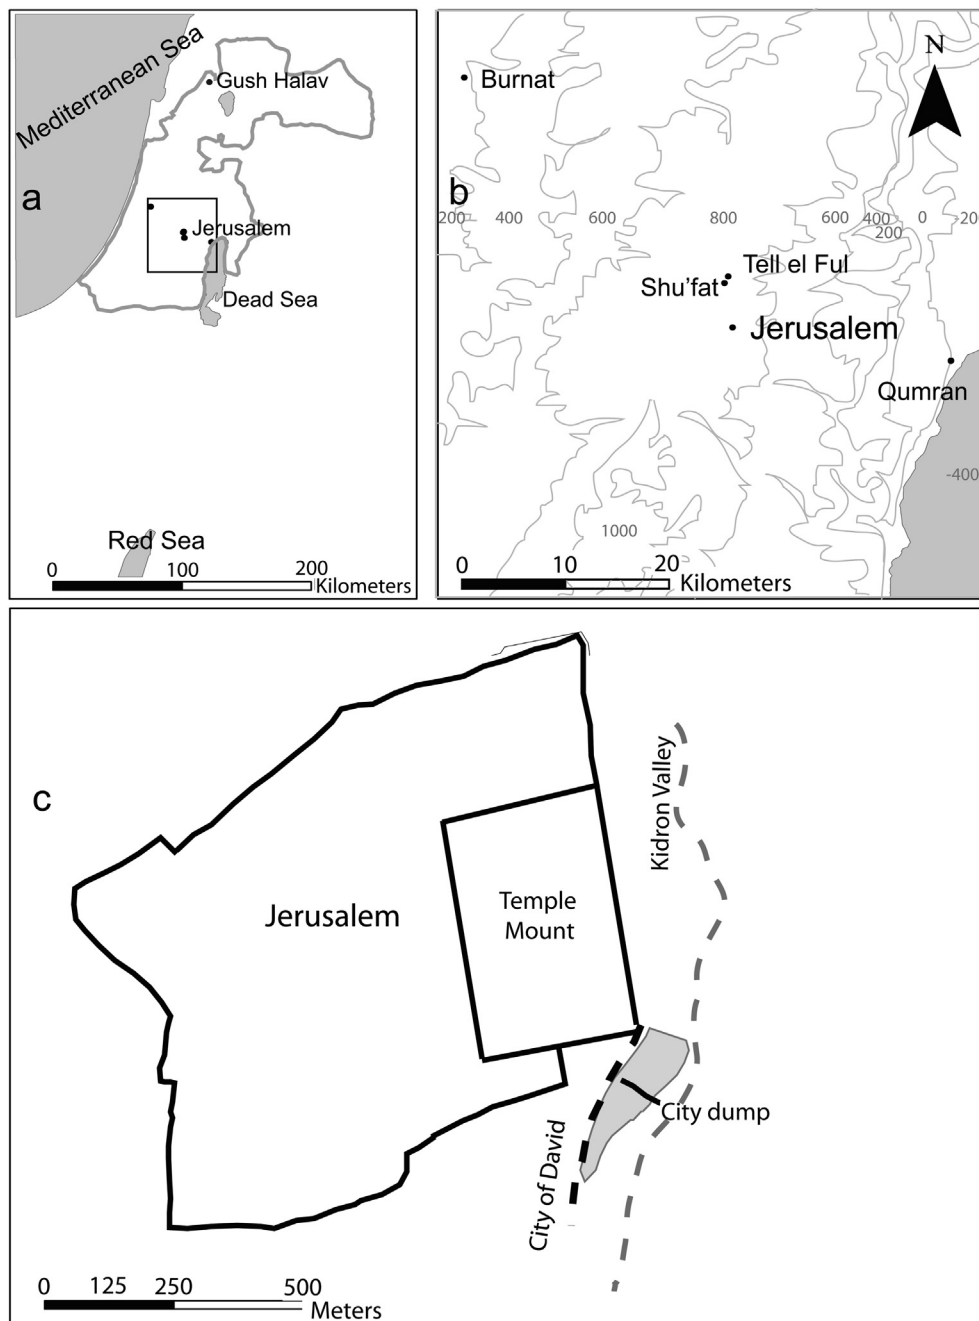 Mediterranean Sea
Gush Halav
a
Jerusalem
Dead Sea
Red Sea
0 100 200
Kilometers
N
Burnat
b
200 400 600 800 600 400 200 0 -20
Tell el Ful
Shu'fat
Jerusalem
Qumran
-400
1000
0 10 20
Kilometers
c
Kidron Valley
Jerusalem
Temple
Mount
City dump
City of David
0 125 250 500
Meters